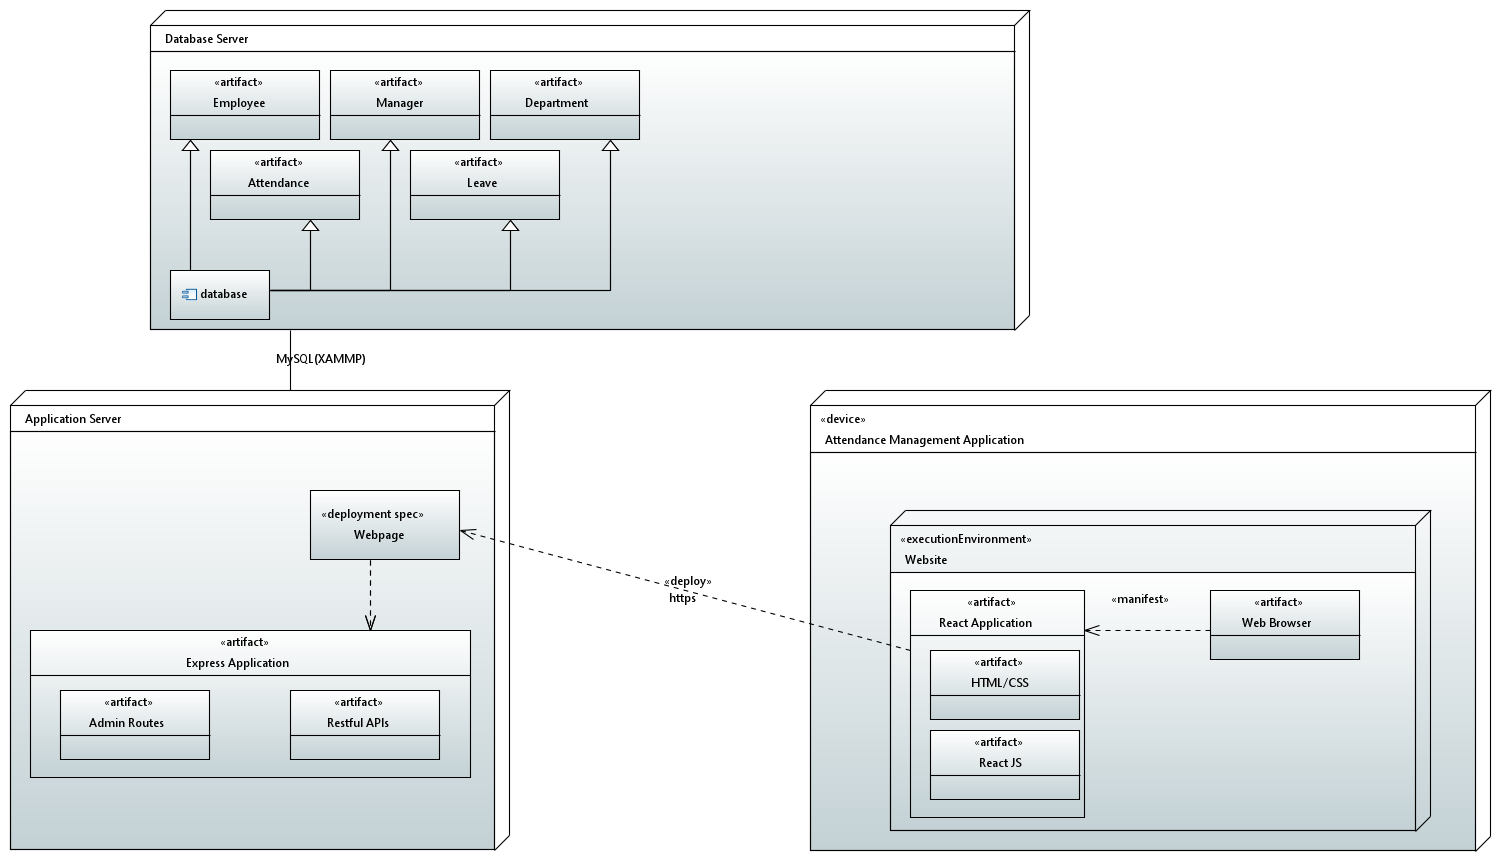 Database Server
«artifact»
Employee
«artifact»
Manager
«artifact»
Department
«artifact»
Attendance
«artifact»
Leave
database
MySQL(XAMMP)
Application Server
«deployment spec»
Webpage
«artifact»
Express Application
«artifact»
Admin Routes
«artifact»
Restful APIs
«deploy»
https
«device»
Attendance Management Application
«executionEnvironment»
Website
«artifact»
React Application
«artifact»
HTML/CSS
«artifact»
React JS
«manifest»
«artifact»
Web Browser